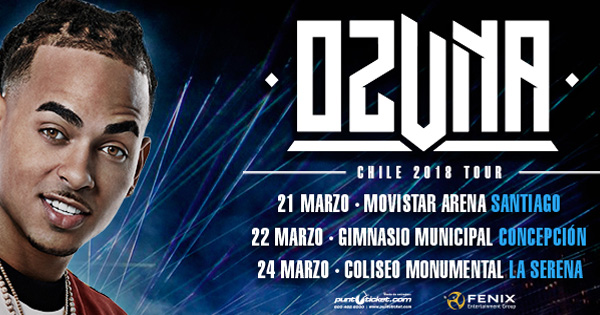 OZUNA
CHILE 2018 TOUR
21 MARZO • MOVISTAR ARENA SANTIAGO
22 MARZO • GIMNASIO MUNICIPAL CONCEPCIÓN
24 MARZO • COLISEO MONUMENTAL LA SERENA
puntoticket.com
FENIX
Entertainment Group